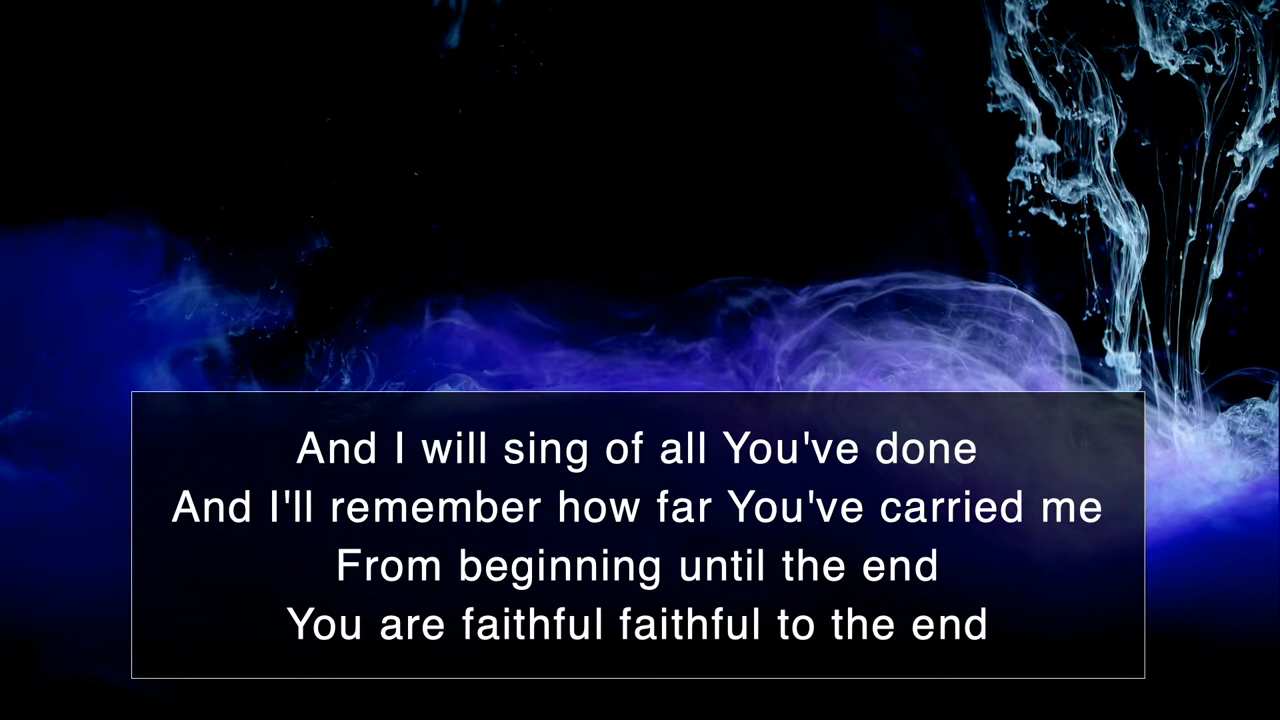 And I will sing of all You've done
And I'll remember how far You've carried me
From beginning until the end
You are faithful faithful to the end